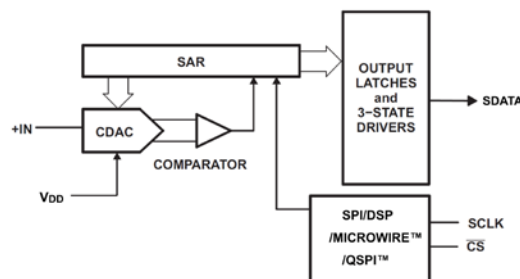 SAR
OUTPUT
LATCHES
and
3-STATE
DRIVERS
SDATA
+IN
CDAC
COMPARATOR
VDD
SPI/DSP
/MICROWIRE™
/QSPI™
SCLK
CS